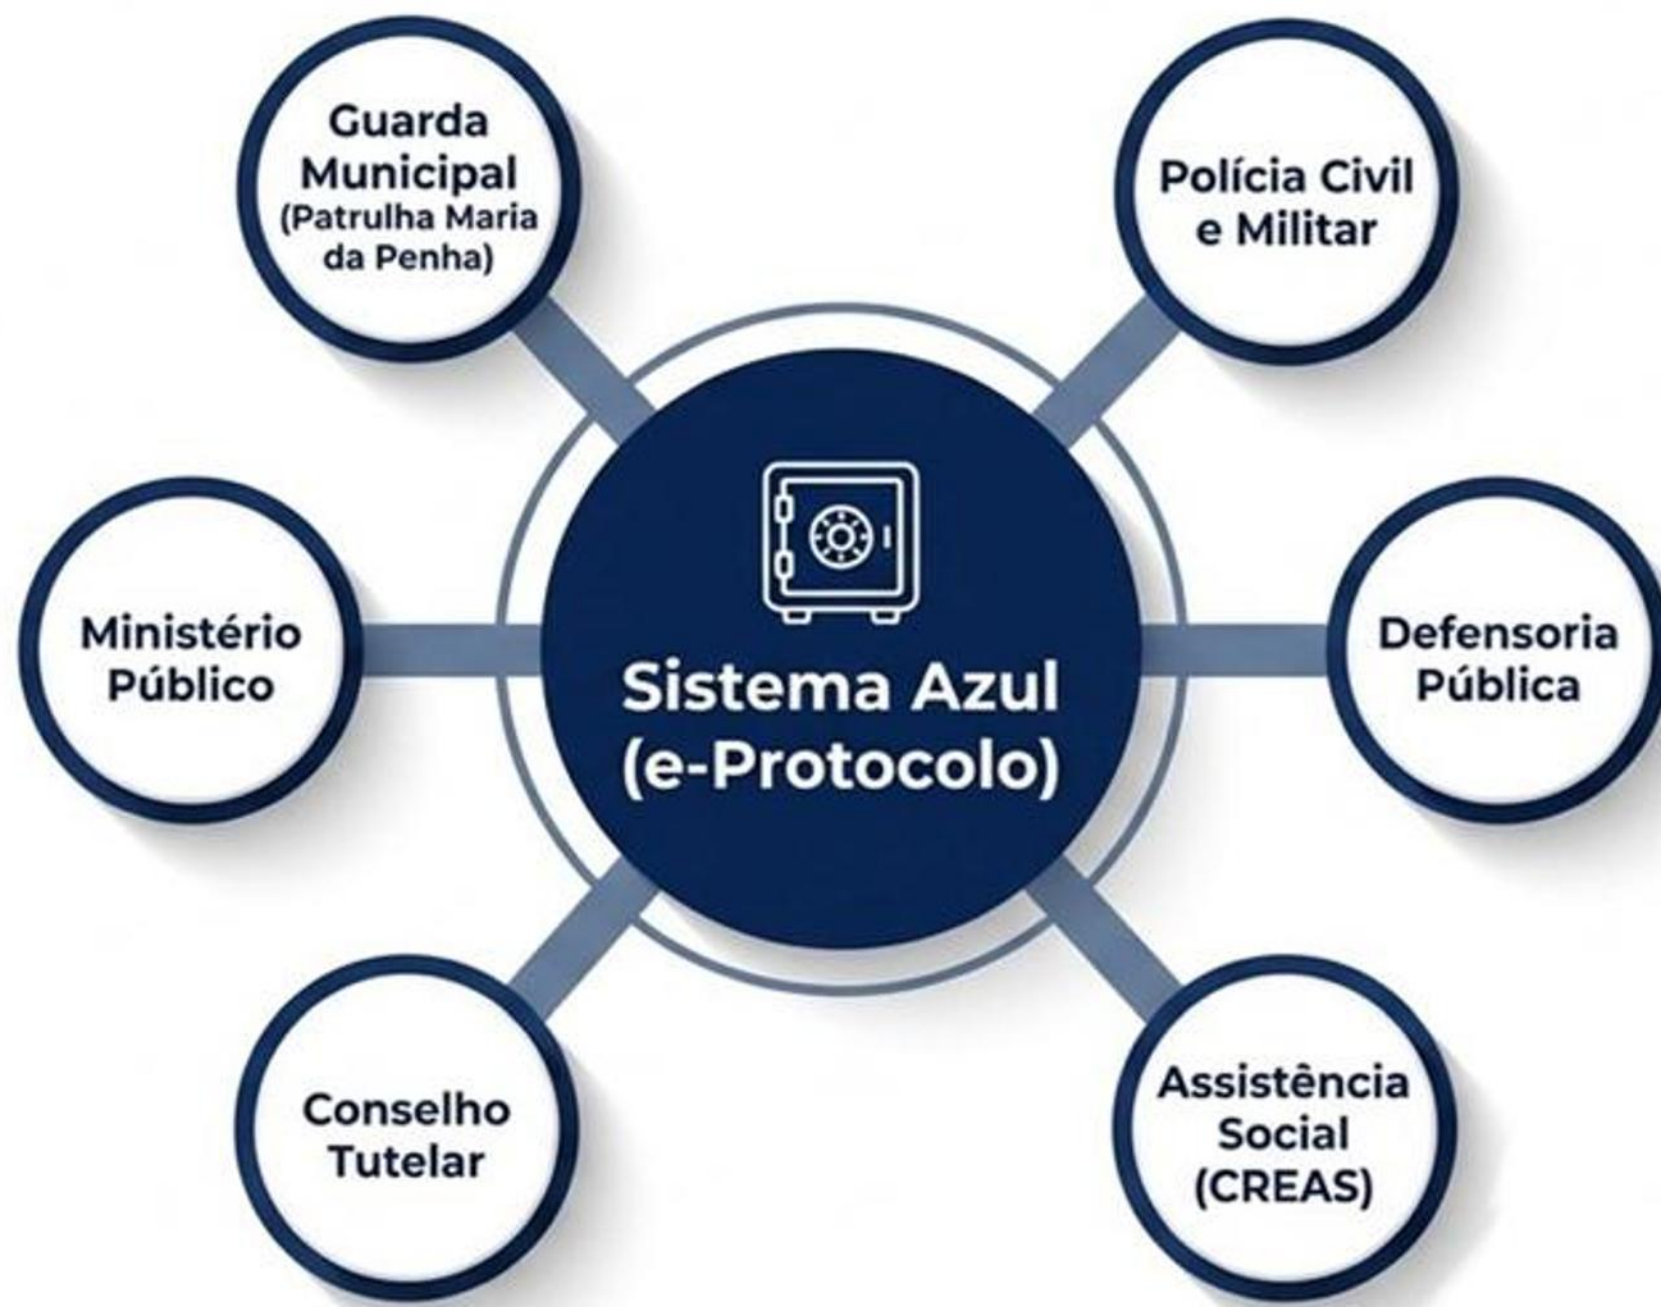 Guarda
Municipal
(Patrulha Maria
da Penha)
Polícia Civil
e Militar
Ministério
Público
Sistema Azul
(e-Protocolo)
Defensoria
Pública
Conselho
Tutelar
Assistência
Social
(CREAS)